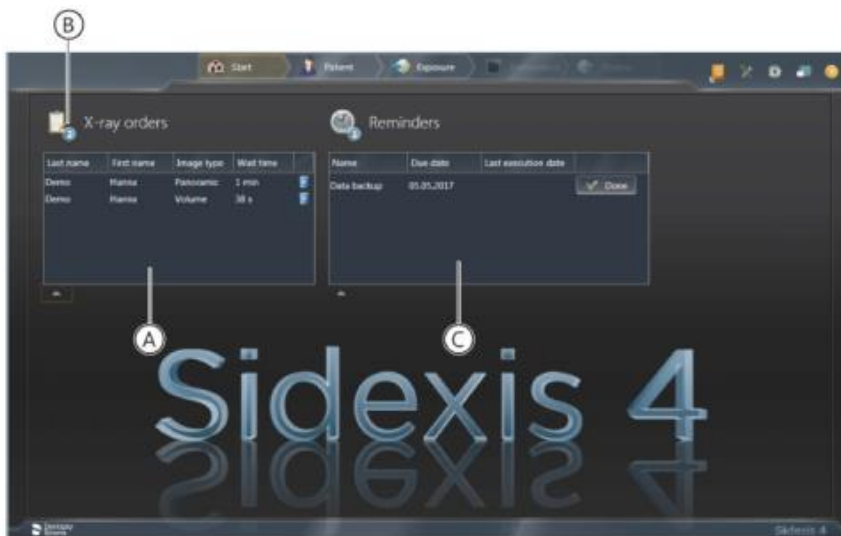 B
Start Patient Exposure
X-ray orders
Reminders
Last name First name Image type Wait time
Name Due date Last execution date
Demo Hanna Panoramic 1 min
Data backup 05.05.2017 Done
Demo Hanna Volume 38 s
A
C
Sidexis 4
Dentsply
Sirona
Sidexis 4